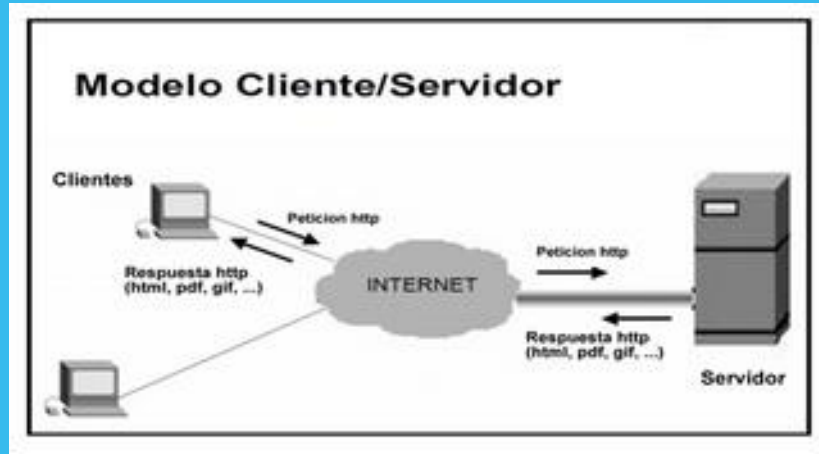 Modelo Cliente/Servidor
Clientes
Peticion http
Respuesta http
(html, pdf, gif, ...)
INTERNET
Peticion http
Respuesta http
(html, pdf, gif, ...)
Servidor